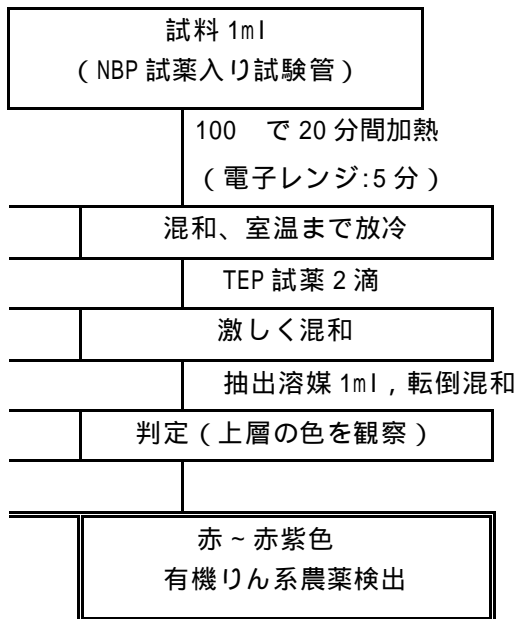 試料 1ml
( NBP 試薬入り試験管 )
100　で 20 分間加熱
( 電子レンジ:5 分 )
混和、室温まで放冷
TEP 試薬 2 滴
激しく混和
抽出溶媒 1ml , 転倒混和
判定 ( 上層の色を観察 )
赤 ~ 赤紫色
有機りん系農薬検出